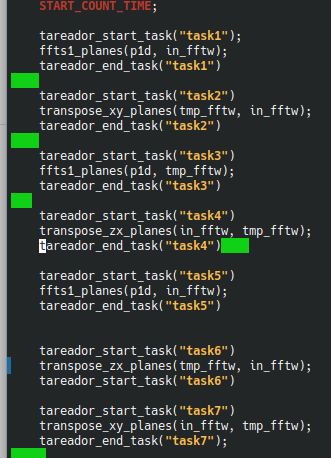 START_COUNT_TIME;
tareador_start_task("task1");
ffts1_planes(p1d, in_fftw);
tareador_end_task("task1")
tareador_start_task("task2")
transpose_xy_planes(tmp_fftw, in_fftw);
tareador_end_task("task2")
tareador_start_task("task3")
ffts1_planes(p1d, tmp_fftw);
tareador_end_task("task3")
tareador_start_task("task4")
transpose_zx_planes(in_fftw, tmp_fftw);
tareador_end_task("task4")
tareador_start_task("task5")
ffts1_planes(p1d, in_fftw);
tareador_end_task("task5")
tareador_start_task("task6")
transpose_zx_planes(tmp_fftw, in_fftw);
tareador_start_task("task6")
tareador_start_task("task7")
transpose_xy_planes(in_fftw, tmp_fftw);
tareador_end_task("task7");